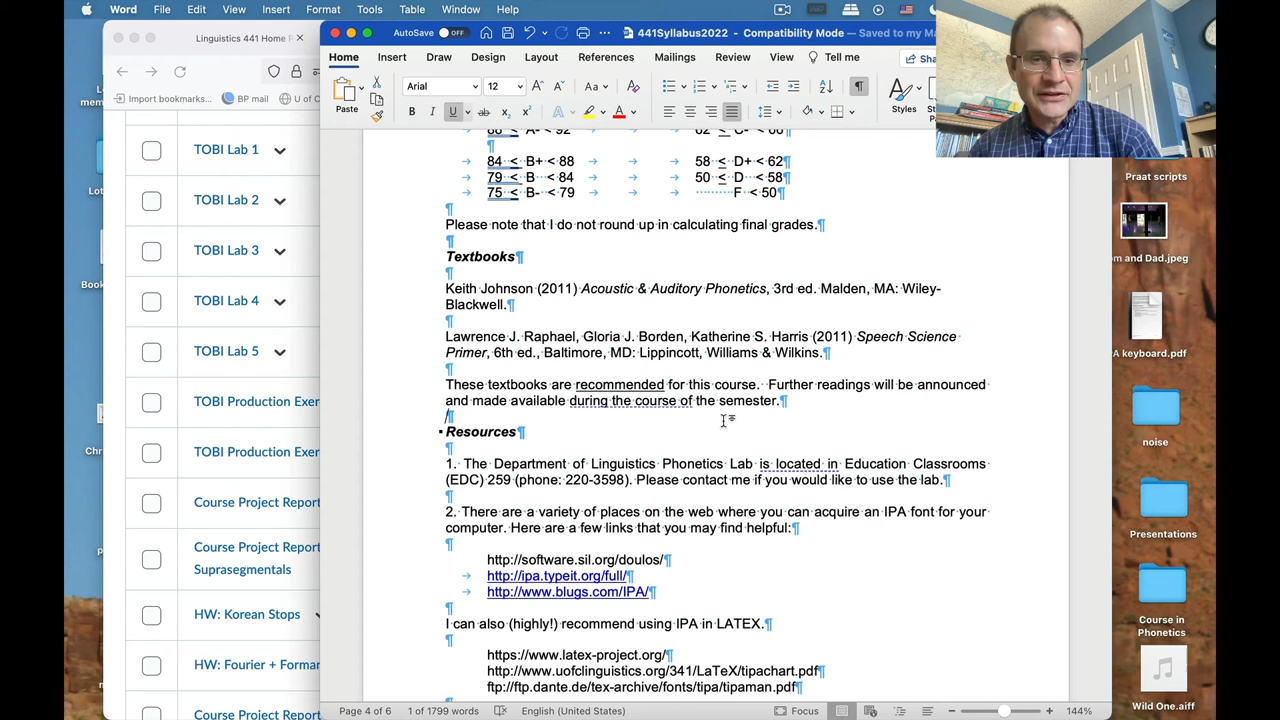 Word File Edit View Insert Format Tools Table Window Help
Linguistics 441 Home
Import bookmarks...
BP mail
U of C
TOBI Lab 1
TOBI Lab 2
TOBI Lab 3
TOBI Lab 4
TOBI Lab 5
TOBI Production Exer
TOBI Production Exer
Course Project Report
Course Project Report
Suprasegmentals
HW: Korean Stops
HW: Fourier + Forman
Course Project Report
AutoSave OFF
441Syllabus2022 - Compatibility Mode — Saved to my Ma
Home Insert Draw Design Layout References Mailings Review View Tell me Sha
Paste
Arial 12
Styles
84 < B+ < 88 58 < D+ < 62¶
79 < B < 84 50 < D < 58¶
75 < B- < 79 F < 50¶
Please note that I do not round up in calculating final grades.¶
Textbooks¶
Keith Johnson (2011) Acoustic & Auditory Phonetics, 3rd ed. Malden, MA: Wiley-
Blackwell.¶
Lawrence J. Raphael, Gloria J. Borden, Katherine S. Harris (2011) Speech Science
Primer, 6th ed., Baltimore, MD: Lippincott, Williams & Wilkins.¶
These textbooks are recommended for this course. Further readings will be announced
and made available during the course of the semester.¶
Resources¶
1. The Department of Linguistics Phonetics Lab is located in Education Classrooms
(EDC) 259 (phone: 220-3598). Please contact me if you would like to use the lab.¶
2. There are a variety of places on the web where you can acquire an IPA font for your
computer. Here are a few links that you may find helpful:¶
http://software.sil.org/doulos/¶
http://ipa.typeit.org/full/¶
http://www.blugs.com/IPA/¶
I can also (highly!) recommend using IPA in LATEX.¶
https://www.latex-project.org/¶
http://www.uofclinguistics.org/341/LaTeX/tipachart.pdf¶
ftp://ftp.dante.de/tex-archive/fonts/tipa/tipaman.pdf¶
Page 4 of 6 1 of 1799 words English (United States) Focus 144%
Praat scripts
om and Dad.jpeg
A keyboard.pdf
noise
Presentations
Course in
Phonetics
Wild One.aiff